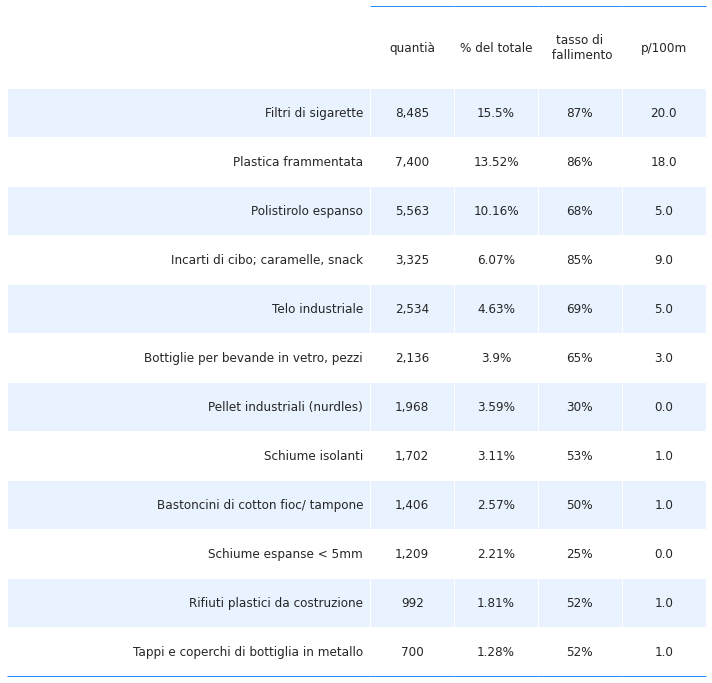 quantià % del totale tasso di fallimento p/100m
Filtri di sigarette 8,485 15.5% 87% 20.0
Plastica frammentata 7,400 13.52% 86% 18.0
Polistirolo espanso 5,563 10.16% 68% 5.0
Incarti di cibo; caramelle, snack 3,325 6.07% 85% 9.0
Telo industriale 2,534 4.63% 69% 5.0
Bottiglie per bevande in vetro, pezzi 2,136 3.9% 65% 3.0
Pellet industriali (nurdles) 1,968 3.59% 30% 0.0
Schiume isolanti 1,702 3.11% 53% 1.0
Bastoncini di cotton fioc/ tampone 1,406 2.57% 50% 1.0
Schiume espanse < 5mm 1,209 2.21% 25% 0.0
Rifiuti plastici da costruzione 992 1.81% 52% 1.0
Tappi e coperchi di bottiglia in metallo 700 1.28% 52% 1.0